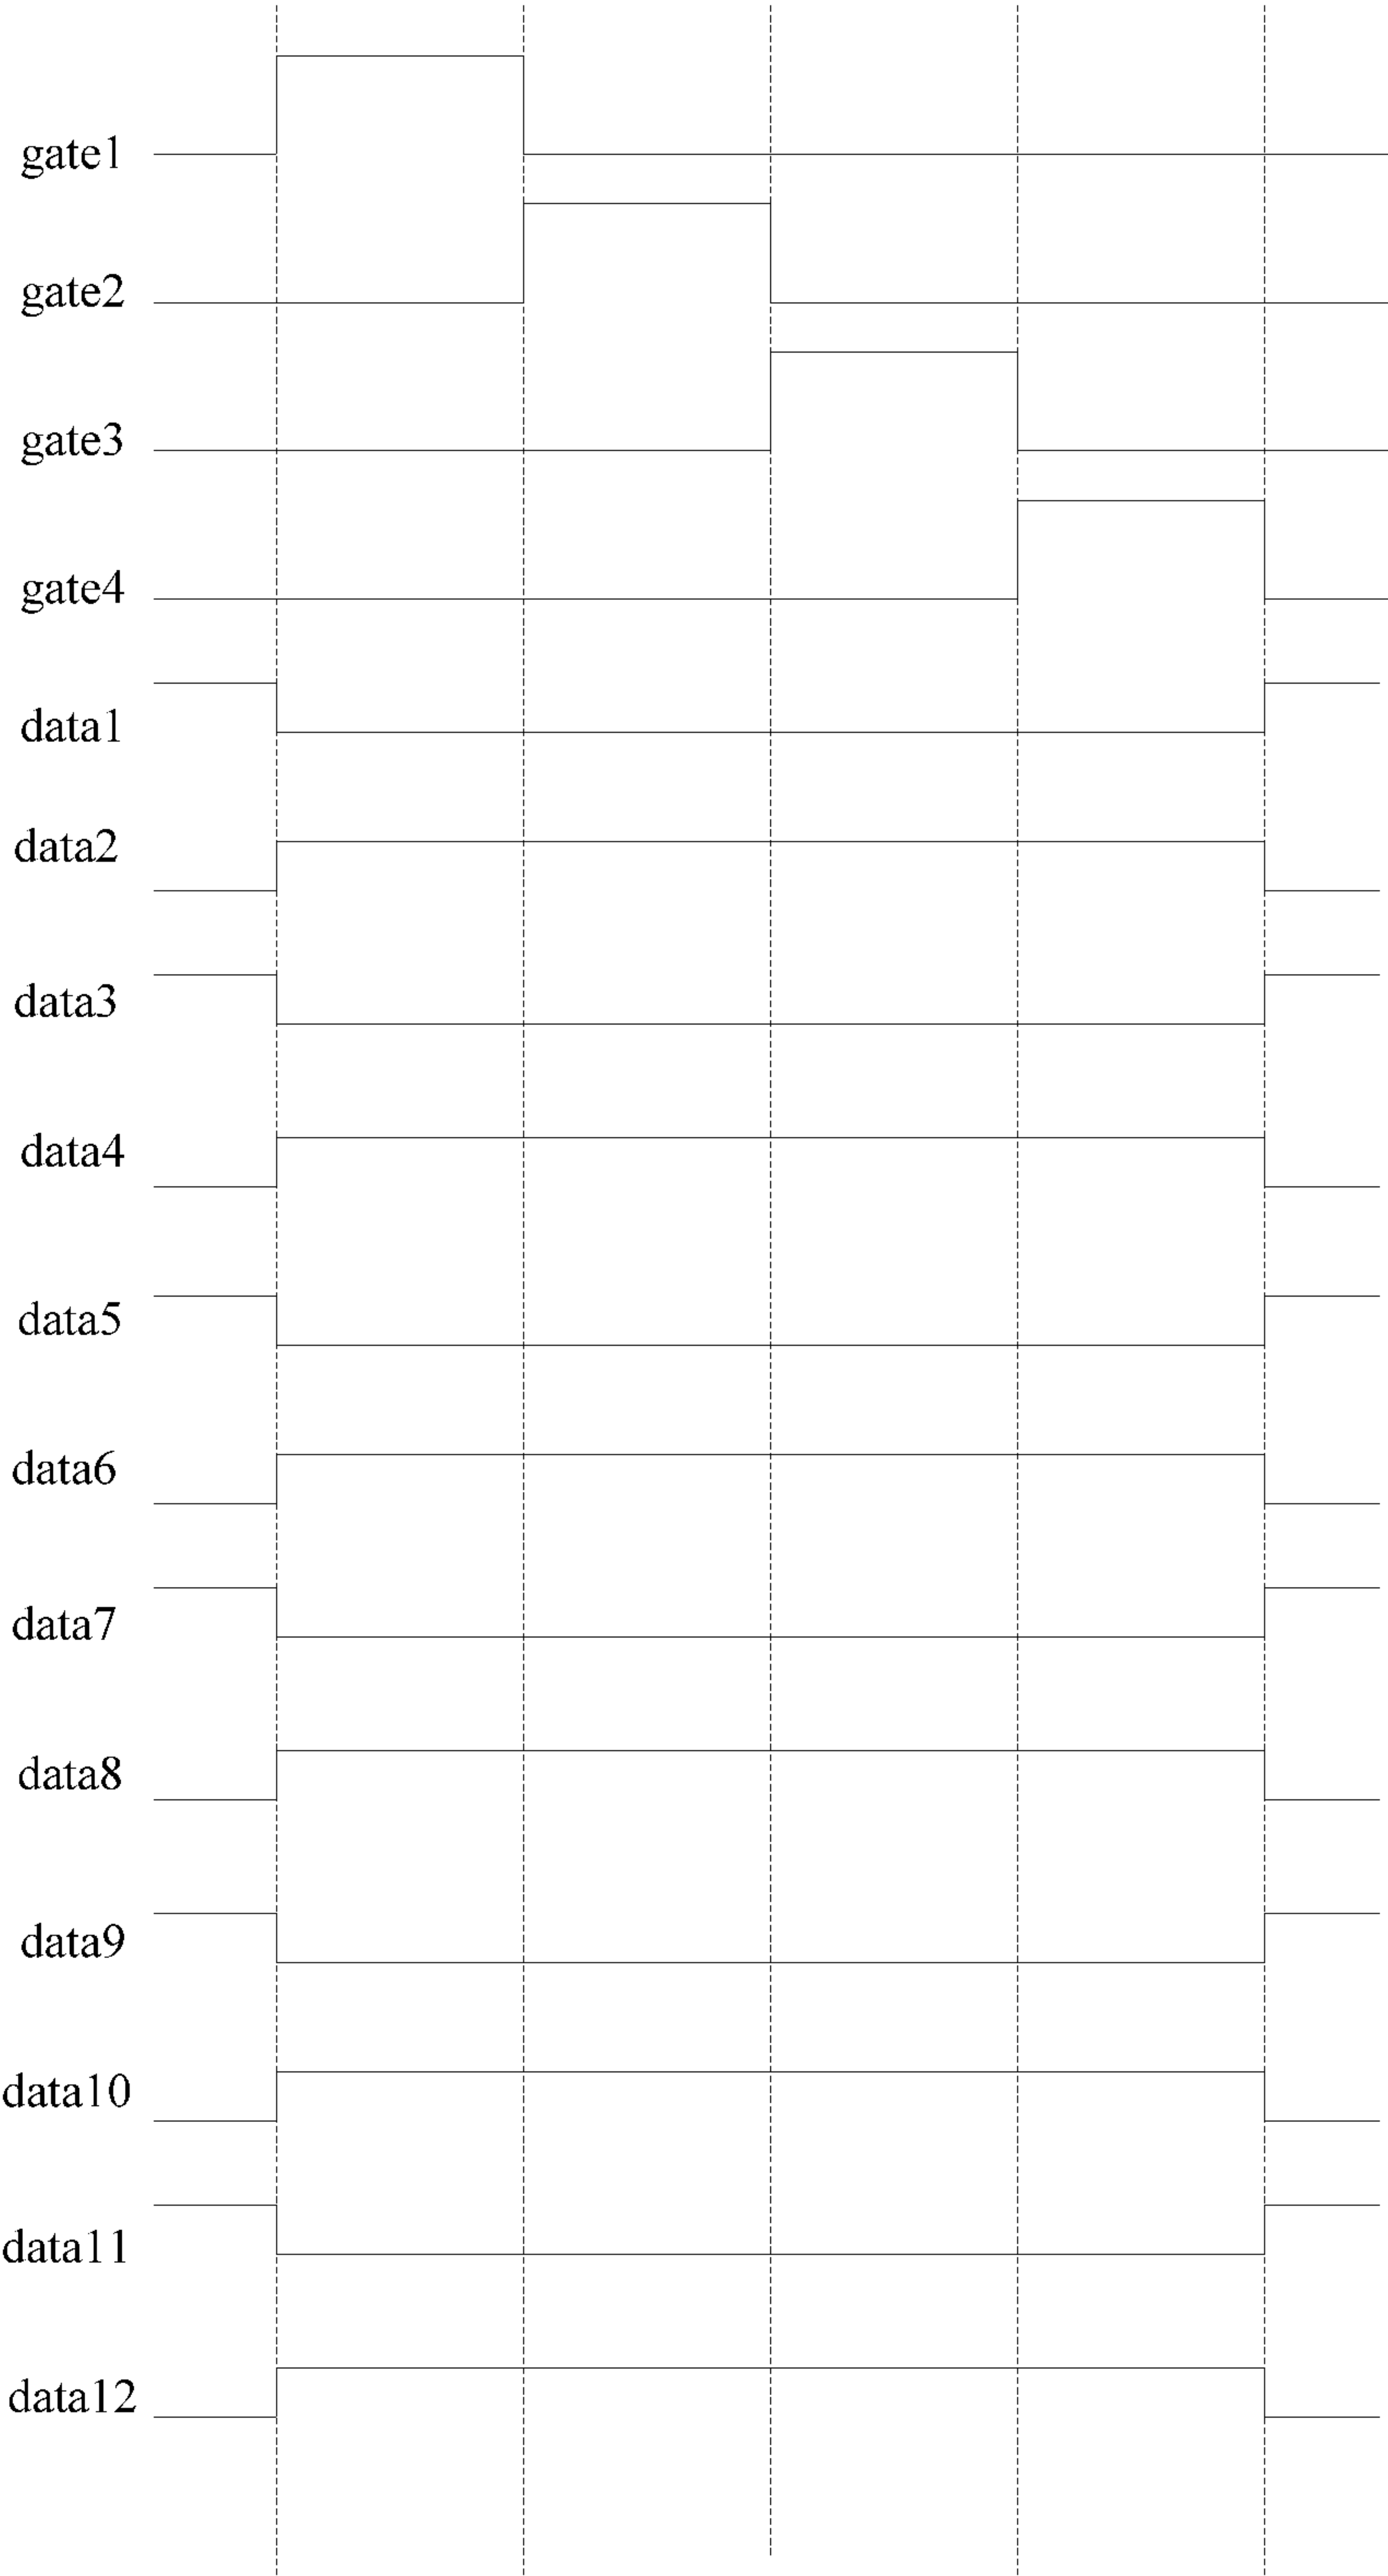 gate1
gate2
gate3
gate4
data1
data2
data3
data4
data5
data6
data7
data8
data9
data10
data11
data12